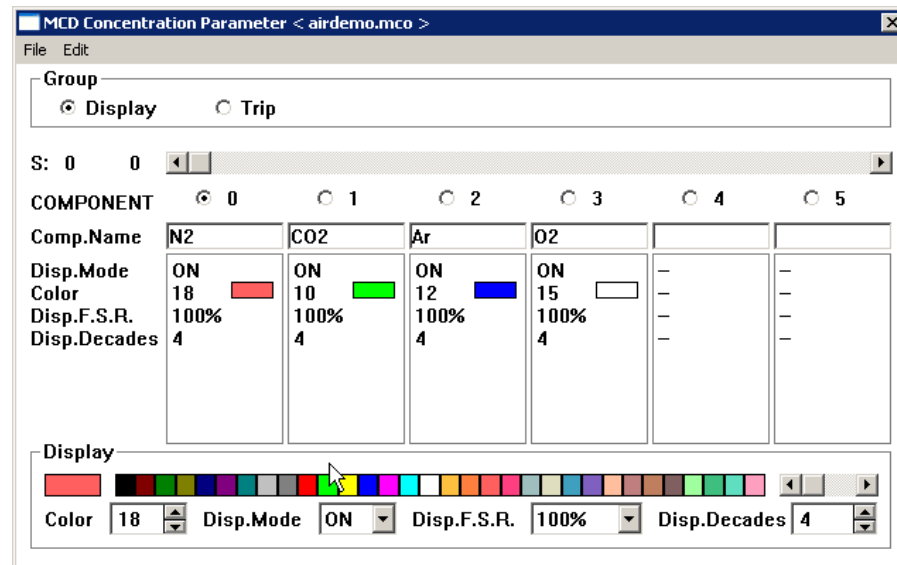 MCD Concentration Parameter < airdemo.mco >
File Edit
Group
Display Trip
S: 0 0
COMPONENT 0 1 2 3 4 5
Comp.Name N2 CO2 Ar O2
Disp.Mode ON ON ON ON –
Color 18 10 12 15 – –
Disp.F.S.R. 100% 100% 100% 100% – –
Disp.Decades 4 4 4 4 – –
Display
Color 18 Disp.Mode ON Disp.F.S.R. 100% Disp.Decades 4